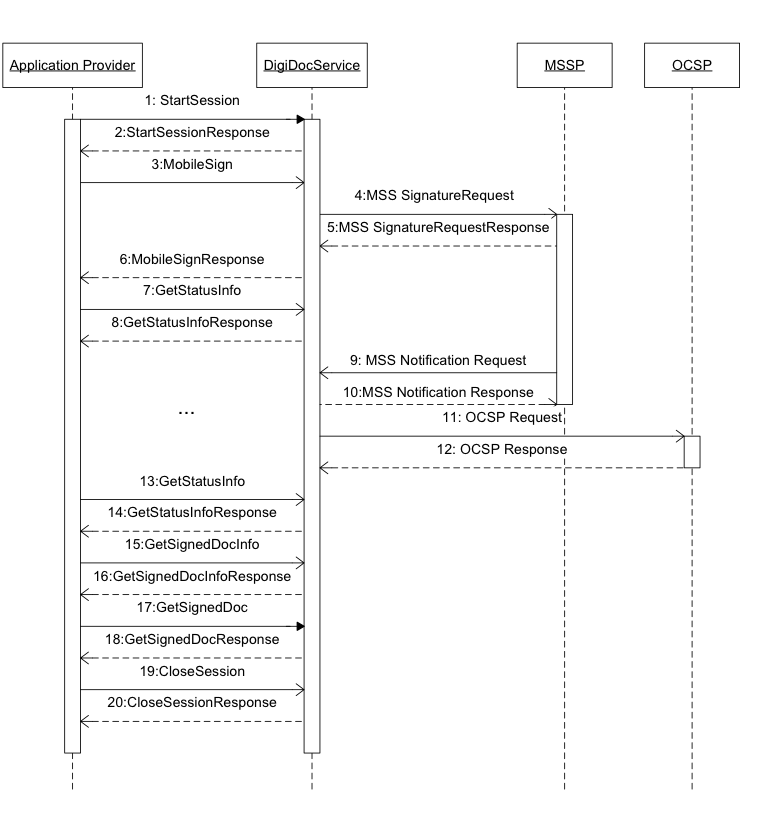 Application Provider
DigiDocService
MSSP
OCSP
1: StartSession
2:StartSessionResponse
3:MobileSign
4:MSS SignatureRequest
5:MSS SignatureRequestResponse
6:MobileSignResponse
7:GetStatusInfo
8:GetStatusInfoResponse
9: MSS Notification Request
10:MSS Notification Response
...
11: OCSP Request
12: OCSP Response
13:GetStatusInfo
14:GetStatusInfoResponse
15:GetSignedDocInfo
16:GetSignedDocInfoResponse
17:GetSignedDoc
18:GetSignedDocResponse
19:CloseSession
20:CloseSessionResponse